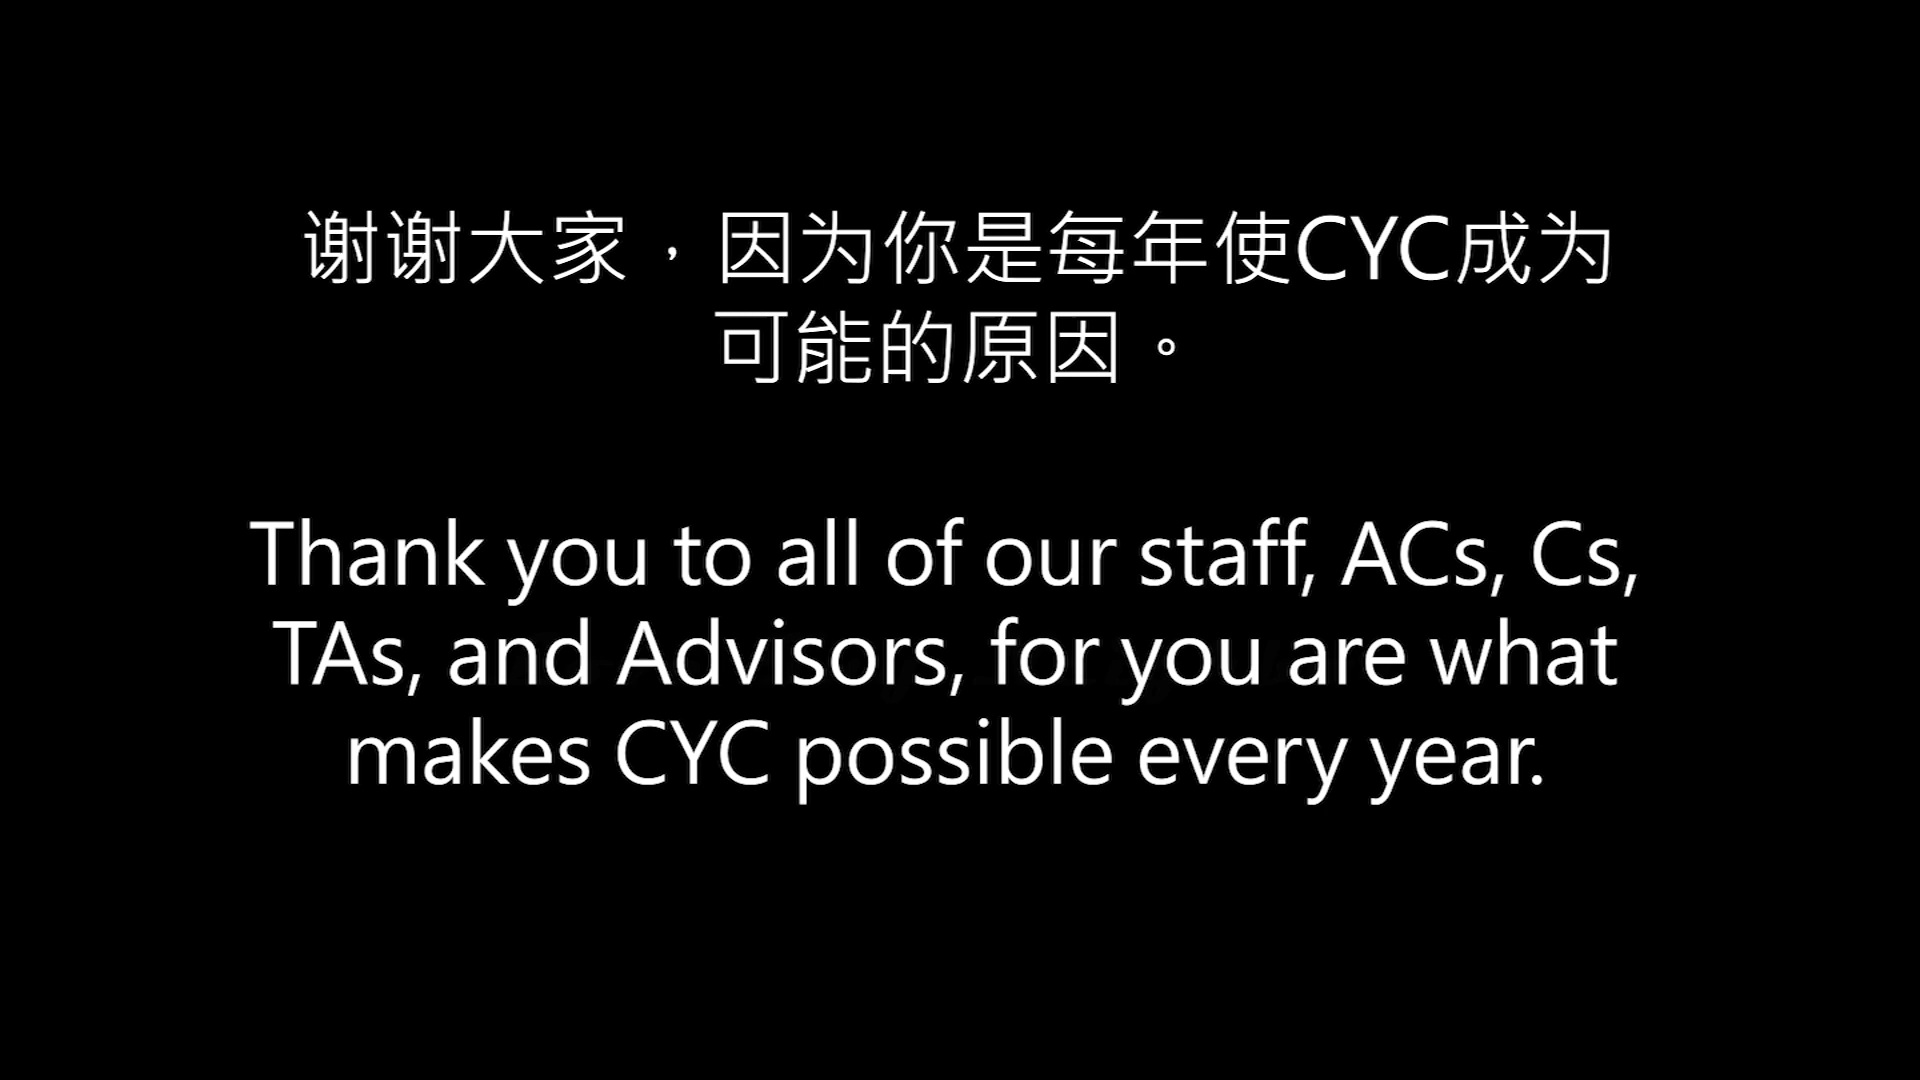 谢谢大家，因为你是每年使CYC成为
可能的原因。
Thank you to all of our staff, ACs, Cs,
TAs, and Advisors, for you are what
makes CYC possible every year.